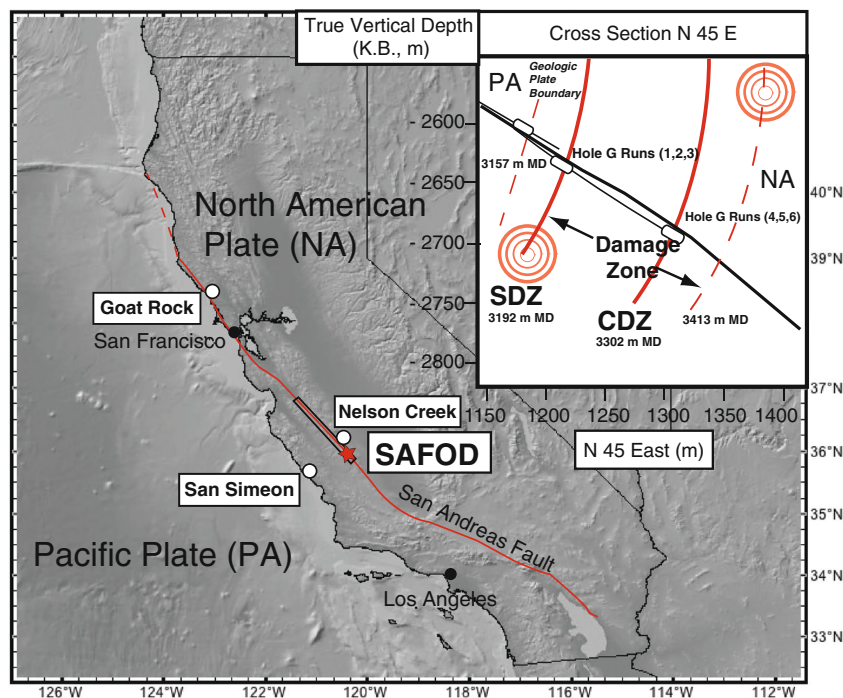 True Vertical Depth
(K.B., m)
Cross Section N 45 E
PA
Geologic
Plate
Boundary
- 2600
- 2650
- 2700
- 2750
- 2800
3157 m MD
Hole G Runs (1,2,3)
NA
Hole G Runs (4,5,6)
Damage
Zone
SDZ
3192 m MD
CDZ
3302 m MD
3413 m MD
1150
1200
1250
1300
1350
1400
N 45 East (m)
North American
Plate (NA)
Goat Rock
San Francisco
Nelson Creek
SAFOD
San Simeon
San Andreas Fault
Pacific Plate (PA)
Los Angeles
40°N
39°N
37°N
36°N
35°N
34°N
33°N
126°W
124°W
122°W
120°W
118°W
116°W
114°W
112°W